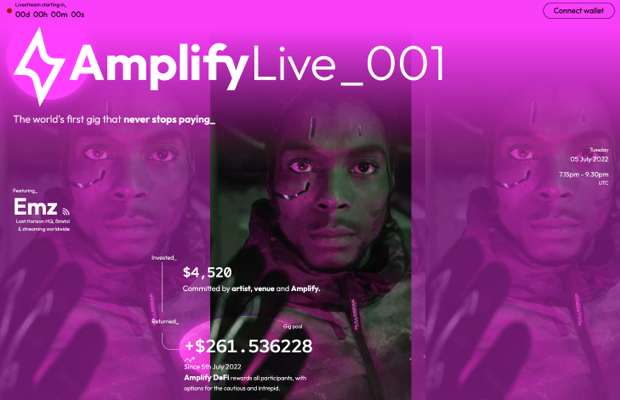 Livestream starting in_
00d 00h 00m 00s
Connect wallet
AmplifyLive_001
The world's first gig that never stops paying_
Tuesday
05 July 2022
7.15pm - 9.30pm
UTC
Featuring_
Emz
Lost Horizon HQ, Bristol
& streaming worldwide
Invested_
$4,520
Committed by artist, venue and Amplify.
Returned_
Gig pool
+$261.536228
Since 5th July 2022
Amplify DeFi rewards all participants, with
options for the cautious and intrepid.